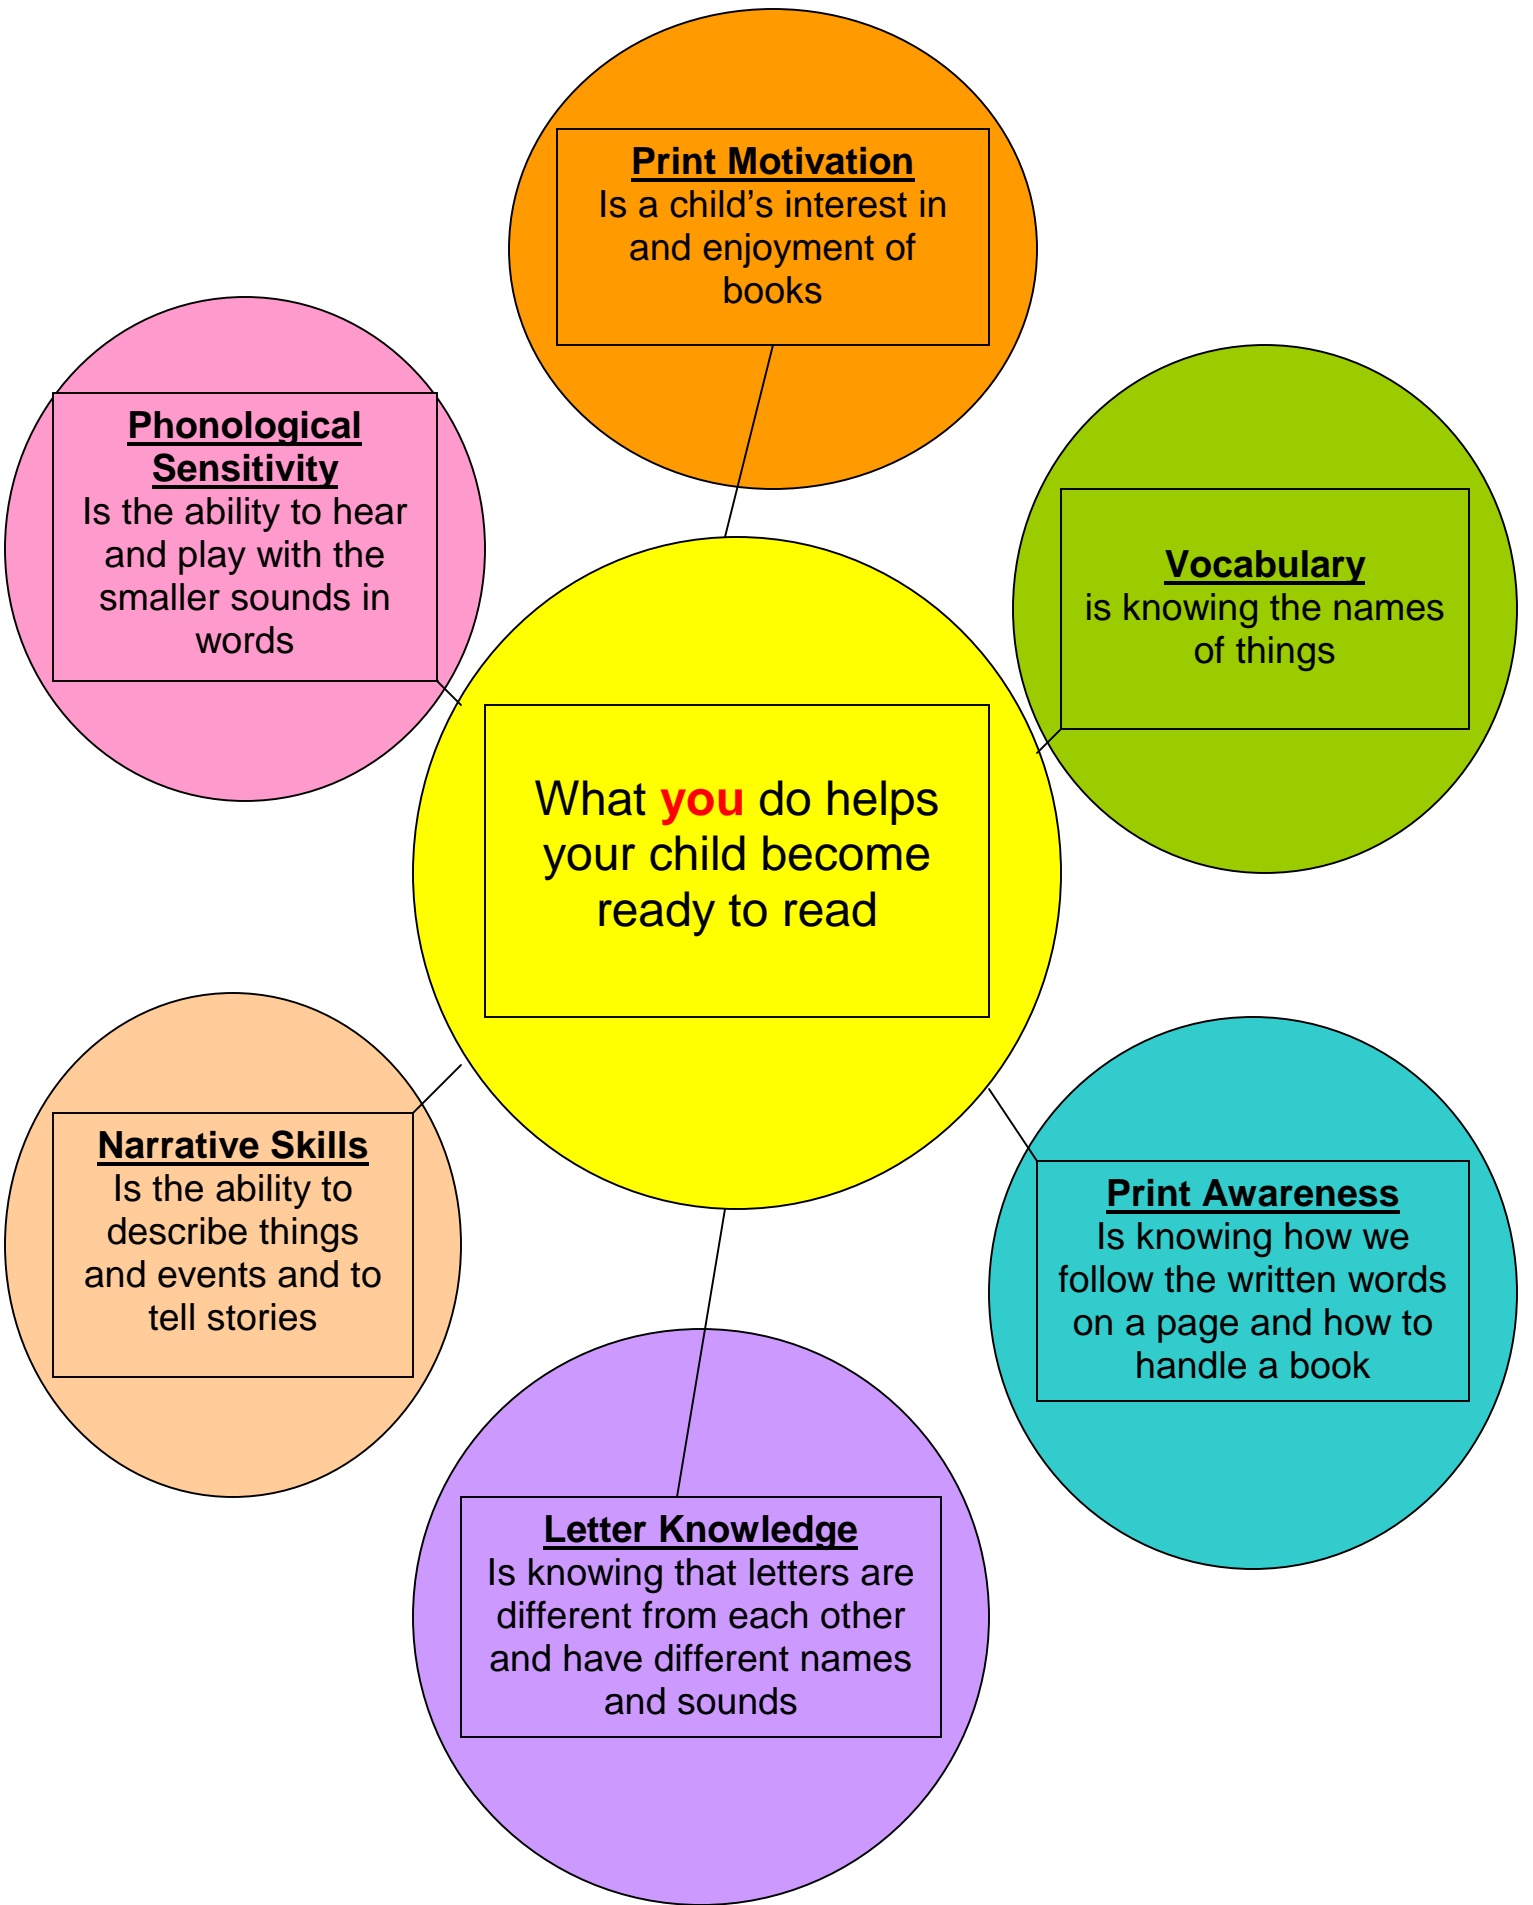 Print Motivation
Is a child’s interest in
and enjoyment of
books
Phonological
Sensitivity
Is the ability to hear
and play with the
smaller sounds in
words
Vocabulary
is knowing the names
of things
What you do helps
your child become
ready to read
Narrative Skills
Is the ability to
describe things
and events and to
tell stories
Print Awareness
Is knowing how we
follow the written words
on a page and how to
handle a book
Letter Knowledge
Is knowing that letters are
different from each other
and have different names
and sounds